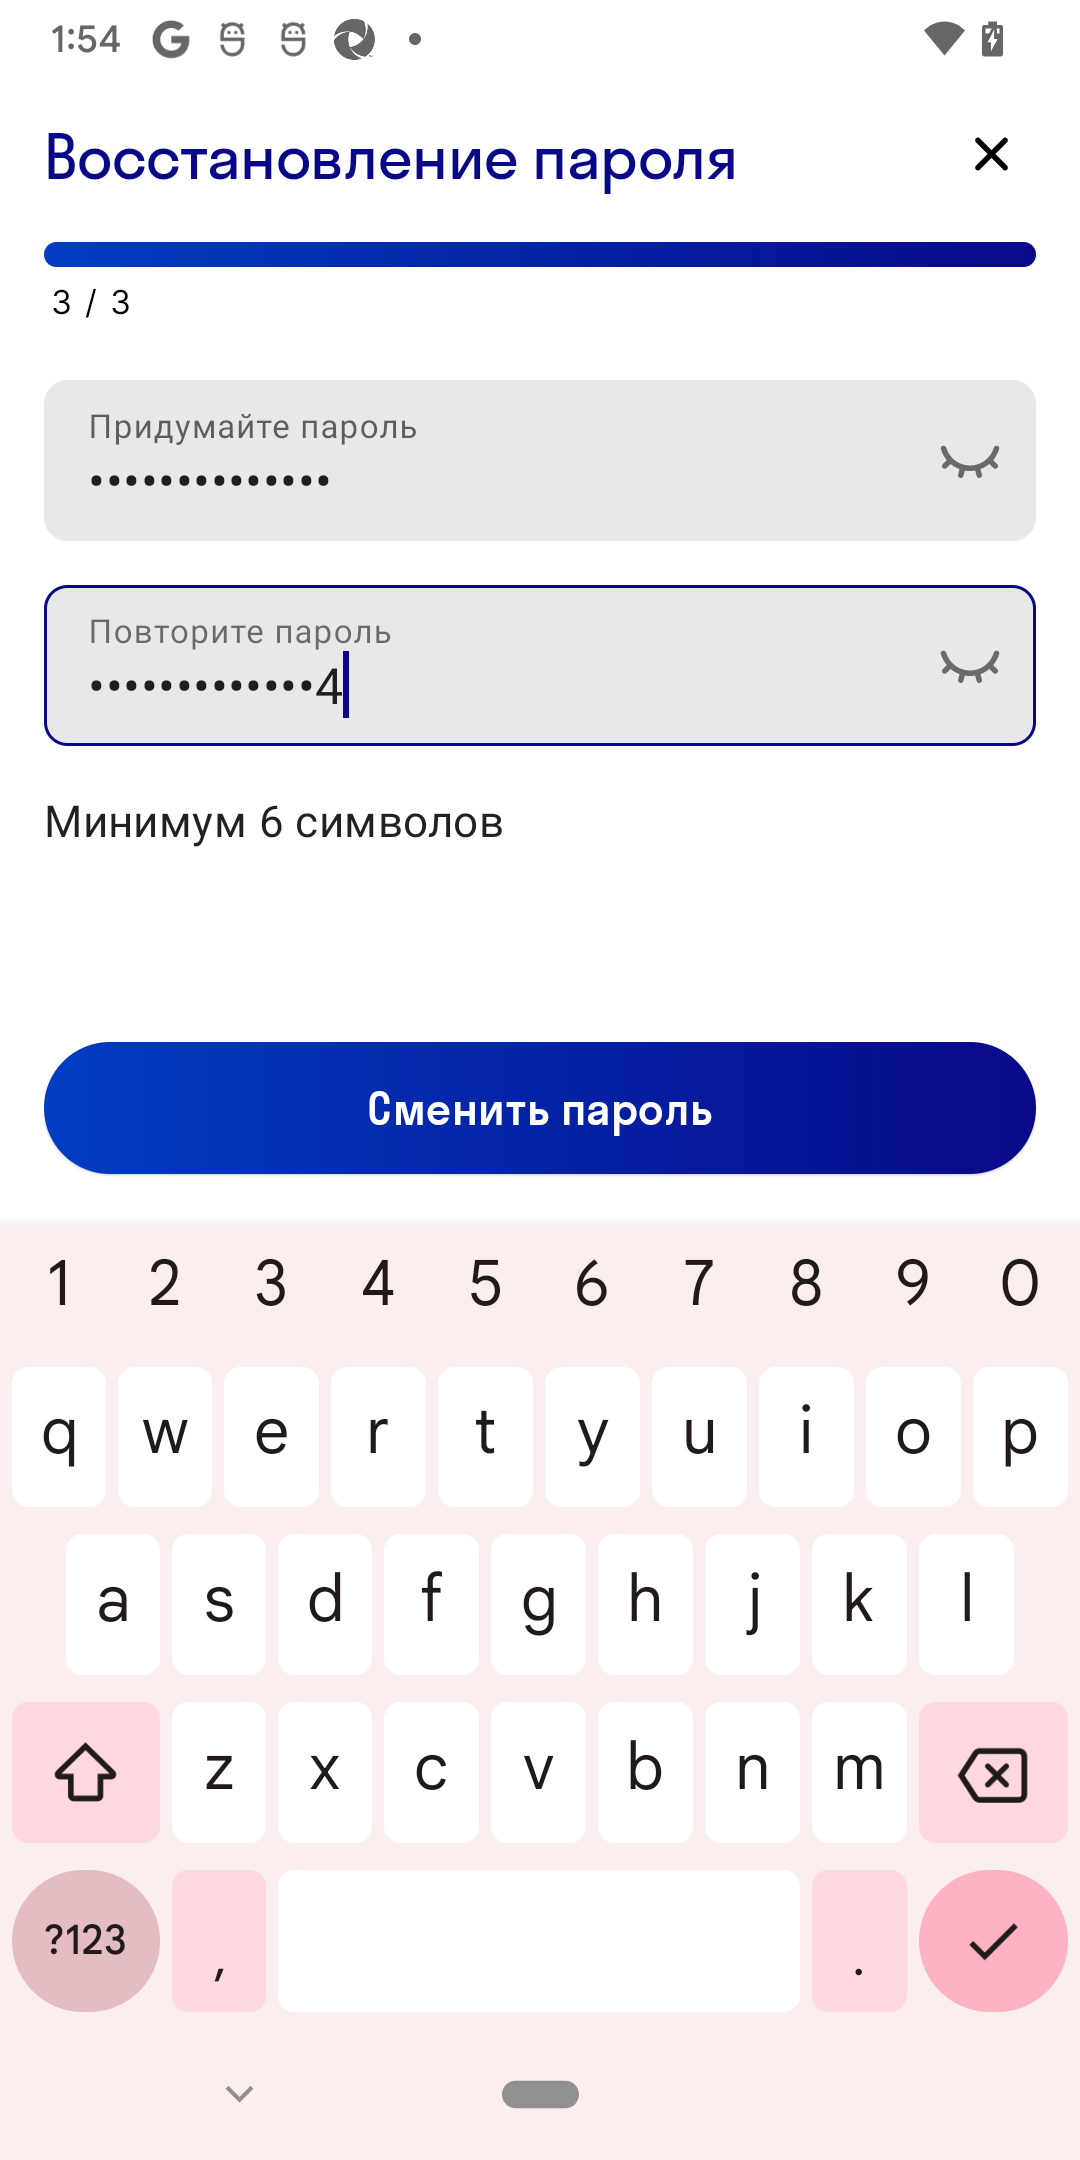 1:54
Восстановление пароля
3 / 3
Придумайте пароль
••••••••••••••
Повторите пароль
•••••••••••••4
Минимум 6 символов
Сменить пароль
1 2 3 4 5 6 7 8 9 0
q w e r t y u i o p
a s d f g h j k l
z x c v b n m
?123 , .